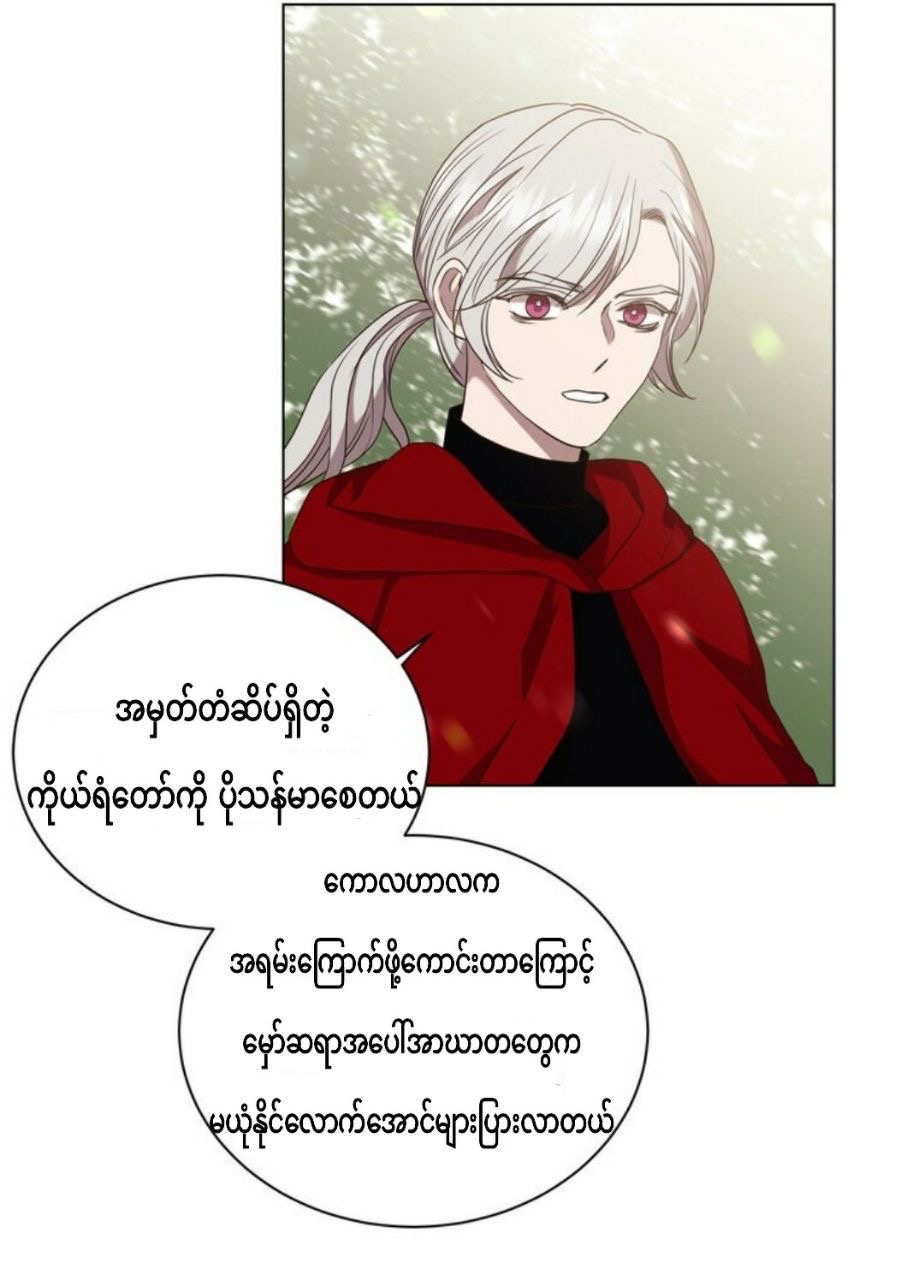 အမှတ်တံဆိပ်ရှိတဲ့
ကိုယ်ရံတော်ကို ပိုသန်မာစေတယ်
ကောလဟာလက
အရမ်းကြောက်ဖို့ကောင်းတာကြောင့်
မှော်ဆရာအပေါ်အာဃာတတွေက
မယုံနိုင်လောက်အောင်များပြားလာတယ်